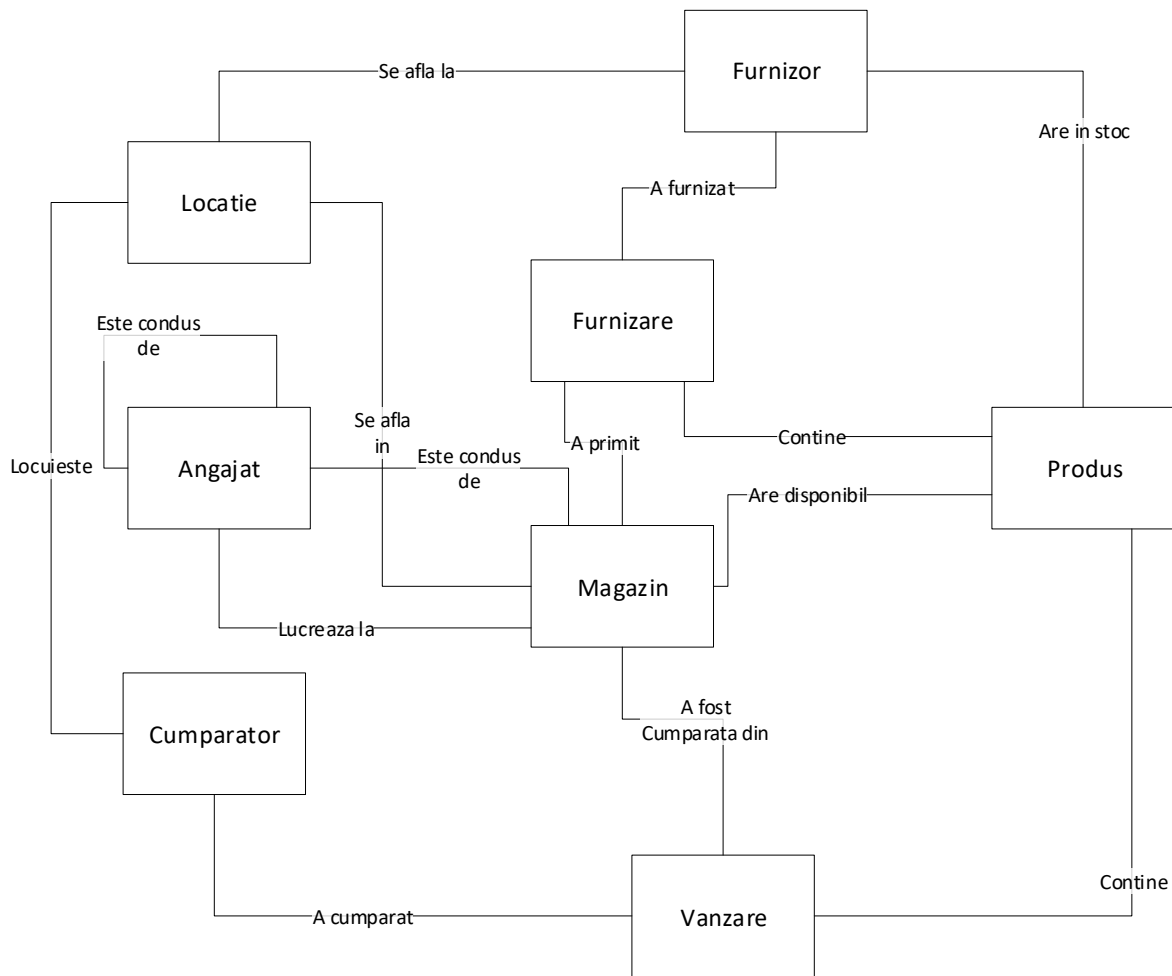 Furnizor
Se afla la
Are in stoc
A furnizat
Locatie
Furnizare
Este condus
de
Se afla
in
A primit
Contine
Este condus
de
Locuieste
Angajat
Produs
Are disponibil
Magazin
Lucreaza la
A fost
Cumparata din
Cumparator
Contine
A cumparat
Vanzare